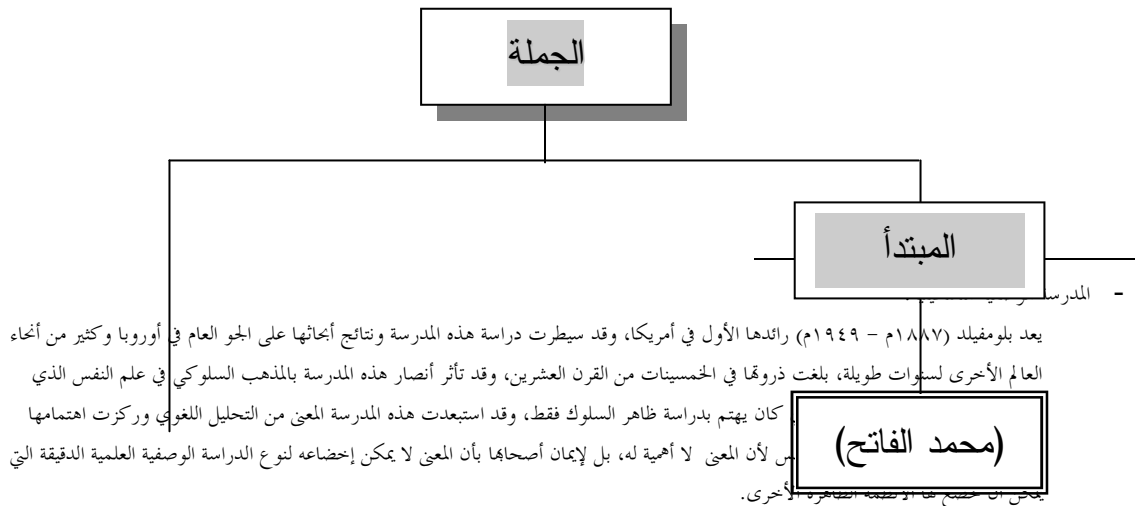 الجملة
المبتدأ
- المدرسة
يعد بلومفيلد (١٨٨٧م – ١٩٤٩م) رائدها الأول في أمريكا، وقد سيطرت دراسة هذه المدرسة ونتائج أبحاثها على الجو العام في أوروبا وكثير من أنحاء
العالم الأخرى لسنوات طويلة، بلغت ذروتها في الخمسينات من القرن العشرين، وقد تأثر أنصار هذه المدرسة بالمذهب السلوكي في علم النفس الذي
كان يهتم بدراسة ظاهر السلوك فقط، وقد استبعدت هذه المدرسة المعنى من التحليل اللغوي وركزت اهتمامها
(محمد الفاتح)
لأن المعنى لا أهمية له، بل لإيمان أصحابها بأن المعنى لا يمكن إخضاعه لنوع الدراسة الوصفية العلمية الدقيقة التي
الأخرى.